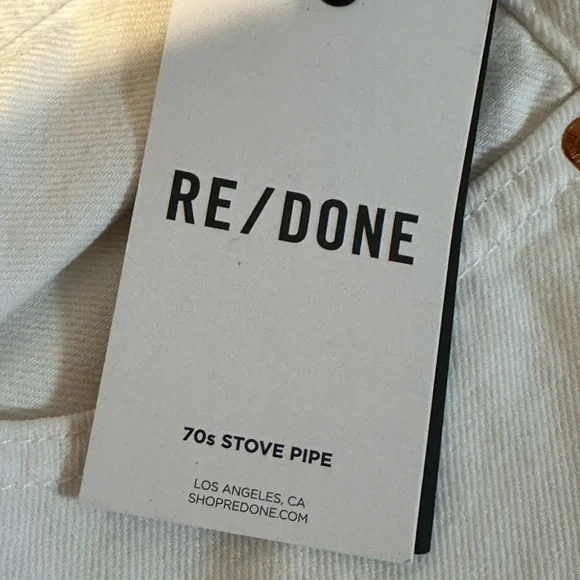 RE/DONE
70s STOVE PIPE
LOS ANGELES, CA
SHOPREDONE.COM